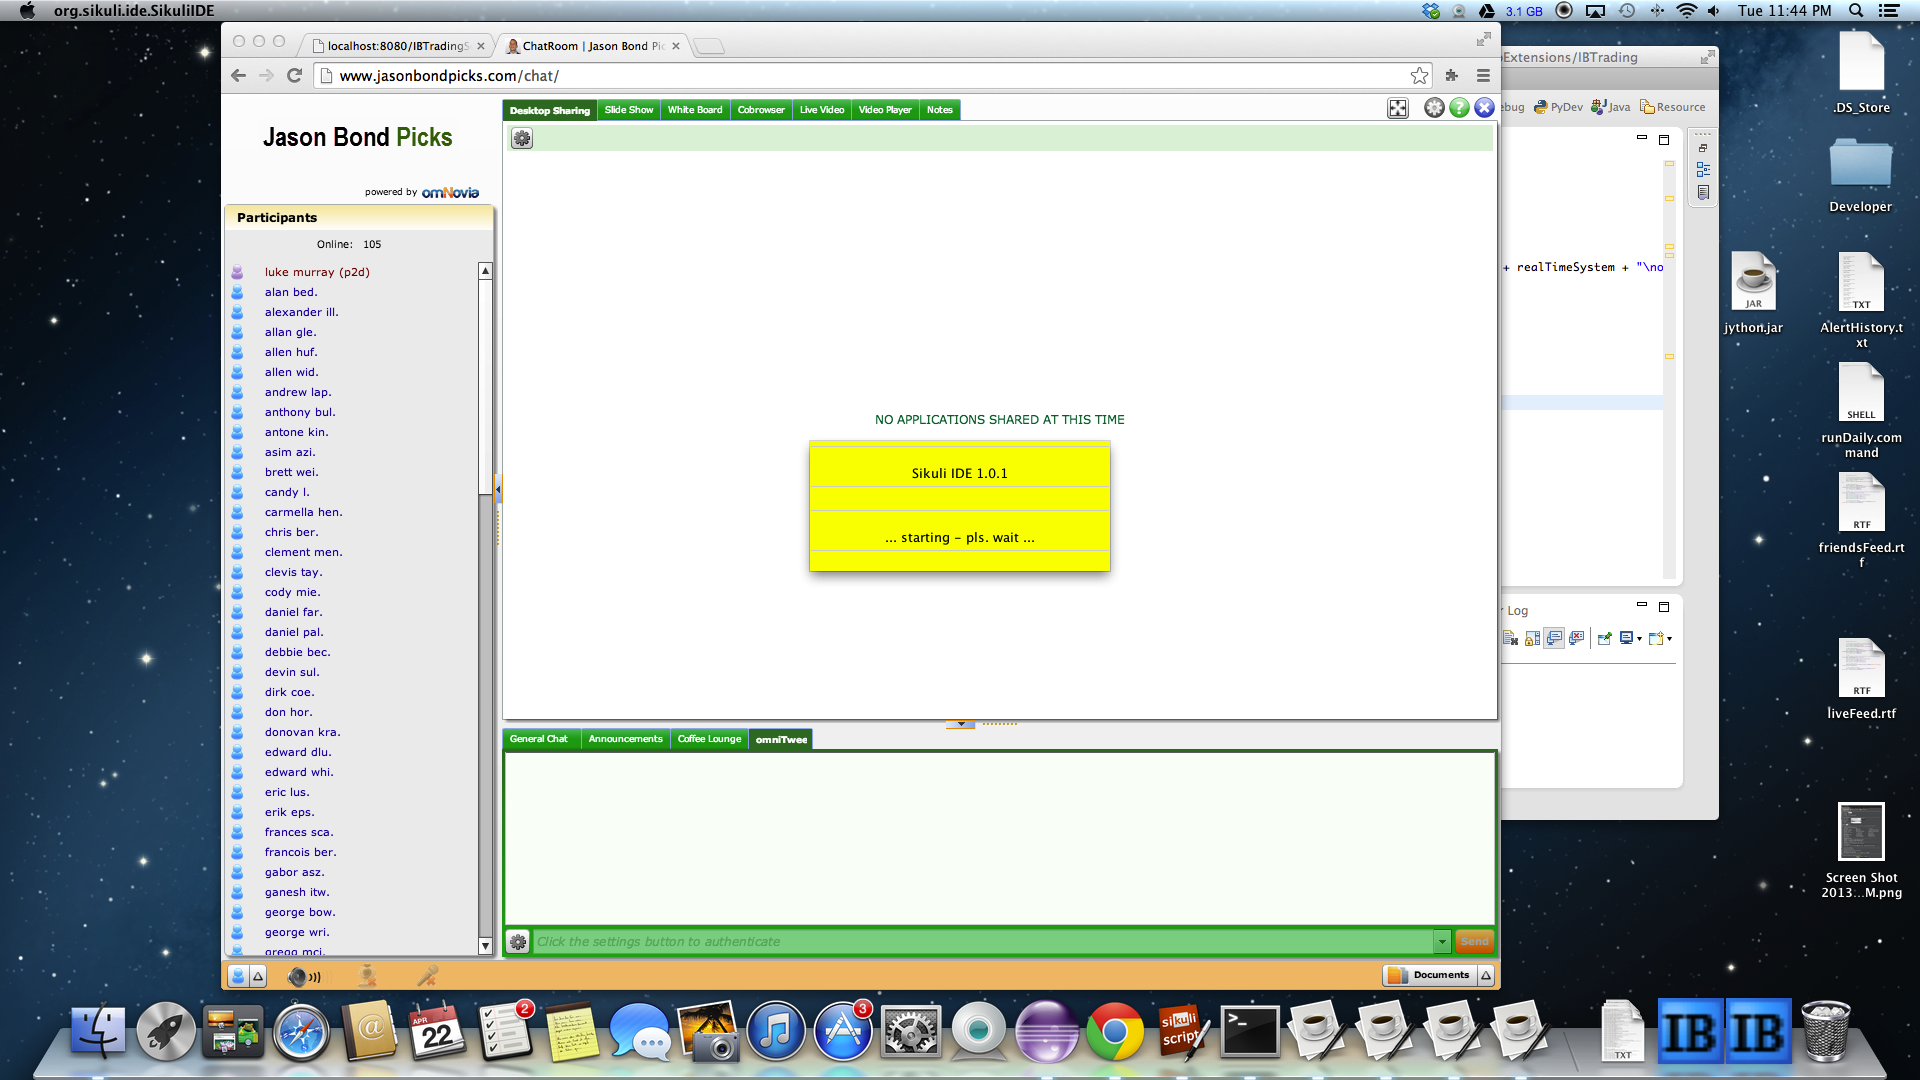 org.sikuli.ide.SikuliIDE
3.1 GB
Tue 11:44 PM
localhost:8080/IBTradingS
ChatRoom | Jason Bond Pic
www.jasonbondpicks.com/chat/
Extensions/IBTrading
Desktop Sharing
Slide Show
White Board
Cobrowser
Live Video
Video Player
Notes
ebug
PyDev
Java
Resource
Jason Bond Picks
powered by omNovia
Participants
Online: 105
luke murray (p2d)
alan bed.
alexander ill.
allan gle.
allen huf.
allen wid.
andrew lap.
anthony bul.
antone kin.
asim azi.
brett wei.
candy l.
carmella hen.
chris ber.
clement men.
clevis tay.
cody mie.
daniel far.
daniel pal.
debbie bec.
devin sul.
dirk coe.
don hor.
donovan kra.
edward dlu.
edward whi.
eric lus.
erik eps.
frances sca.
francois ber.
gabor asz.
ganesh itw.
george bow.
george wri.
gregg mci.
NO APPLICATIONS SHARED AT THIS TIME
Sikuli IDE 1.0.1
... starting - pls. wait ...
+ realTimeSystem + "\no
r Log
General Chat
Announcements
Coffee Lounge
omniTwee
Click the settings button to authenticate
Send
Documents
.DS_Store
Developer
JAR
jython.jar
TXT
AlertHistory.t
xt
SHELL
runDaily.com
mand
RTF
friendsFeed.rt
f
RTF
liveFeed.rtf
Screen Shot
2013...M.png
APR
22
2
3
sikuli
script
>_
TXT
IB
IB